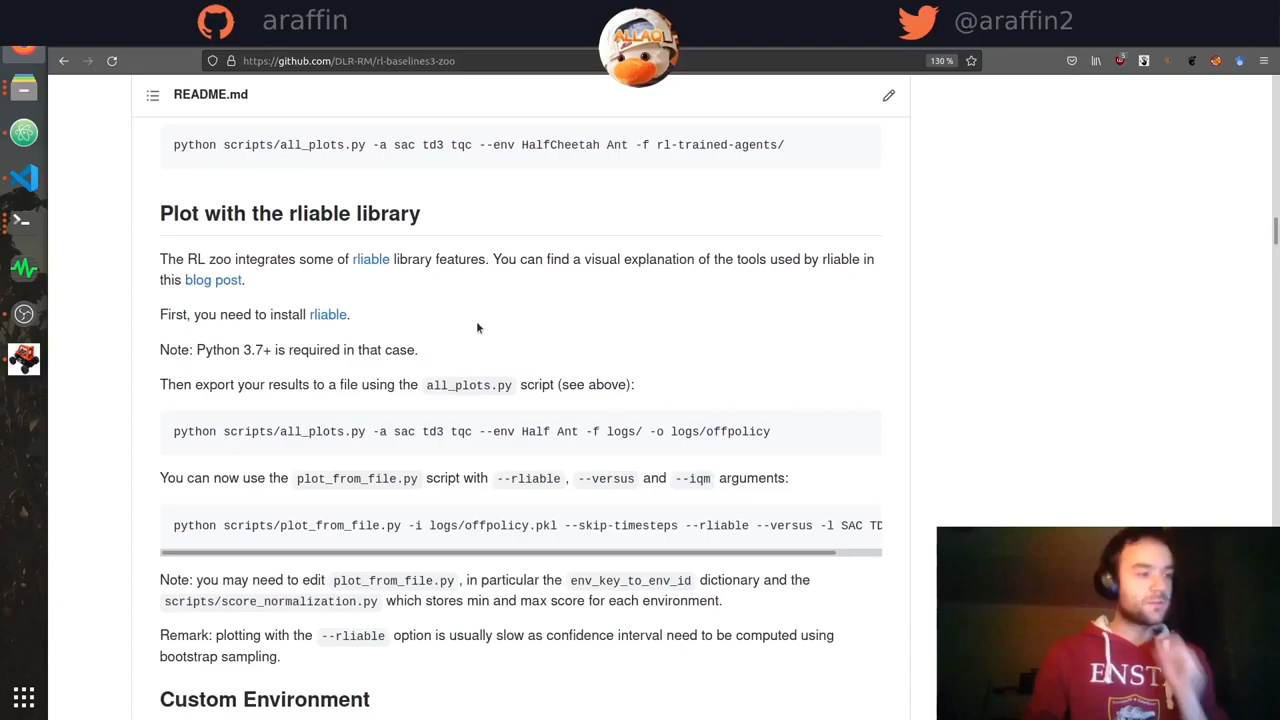 araffin
@araffin2
https://github.com/DLR-RM/rl-baselines3-zoo
130 %
README.md
python scripts/all_plots.py -a sac td3 tqc --env HalfCheetah Ant -f rl-trained-agents/
Plot with the rliable library
The RL zoo integrates some of rliable library features. You can find a visual explanation of the tools used by rliable in
this blog post.
First, you need to install rliable.
Note: Python 3.7+ is required in that case.
Then export your results to a file using the all_plots.py script (see above):
python scripts/all_plots.py -a sac td3 tqc --env Half Ant -f logs/ -o logs/offpolicy
You can now use the plot_from_file.py script with --rliable, --versus and --iqm arguments:
python scripts/plot_from_file.py -i logs/offpolicy.pkl --skip-timesteps --rliable --versus -l SAC TD
Note: you may need to edit plot_from_file.py, in particular the env_key_to_env_id dictionary and the
scripts/score_normalization.py which stores min and max score for each environment.
Remark: plotting with the --rliable option is usually slow as confidence interval need to be computed using
bootstrap sampling.
Custom Environment
ENSTA